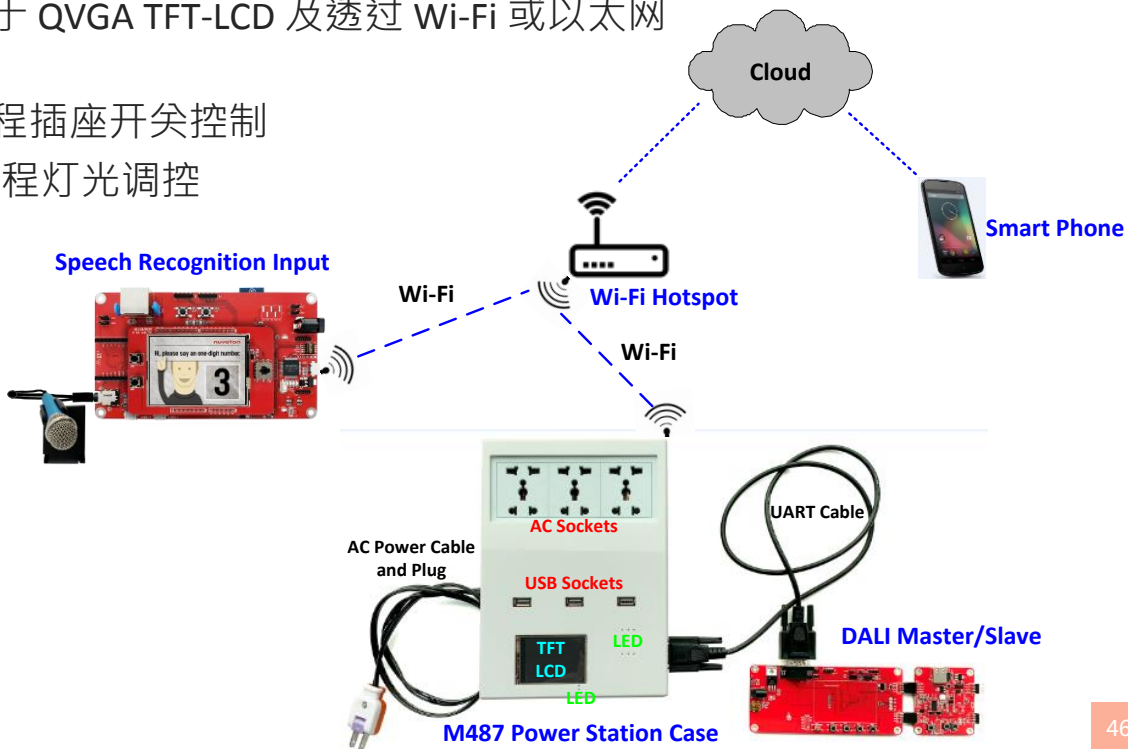 于 QVGA TFT-LCD 及透过 Wi-Fi 或以太网
程插座开关控制
程灯光调控
Cloud
Smart Phone
Speech Recognition Input
Wi-Fi
Wi-Fi Hotspot
Wi-Fi
nuvoton
Hi, please say an one-digit number.
3
AC Sockets
UART Cable
AC Power Cable
and Plug
USB Sockets
LED
TFT
LCD
LED
DALI Master/Slave
M487 Power Station Case
46